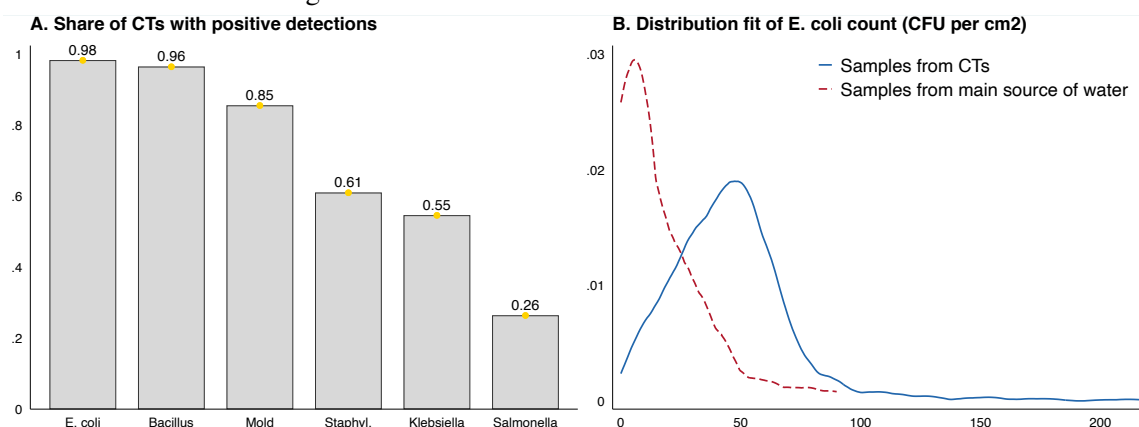 A. Share of CTs with positive detections
1
.8
.6
.4
.2
0
0.98
0.96
0.85
0.61
0.55
0.26
E. coli
Bacillus
Mold
Staphyl.
Klebsiella
Salmonella
B. Distribution fit of E. coli count (CFU per cm2)
.03
.02
.01
0
Samples from CTs
Samples from main source of water
0
50
100
150
200